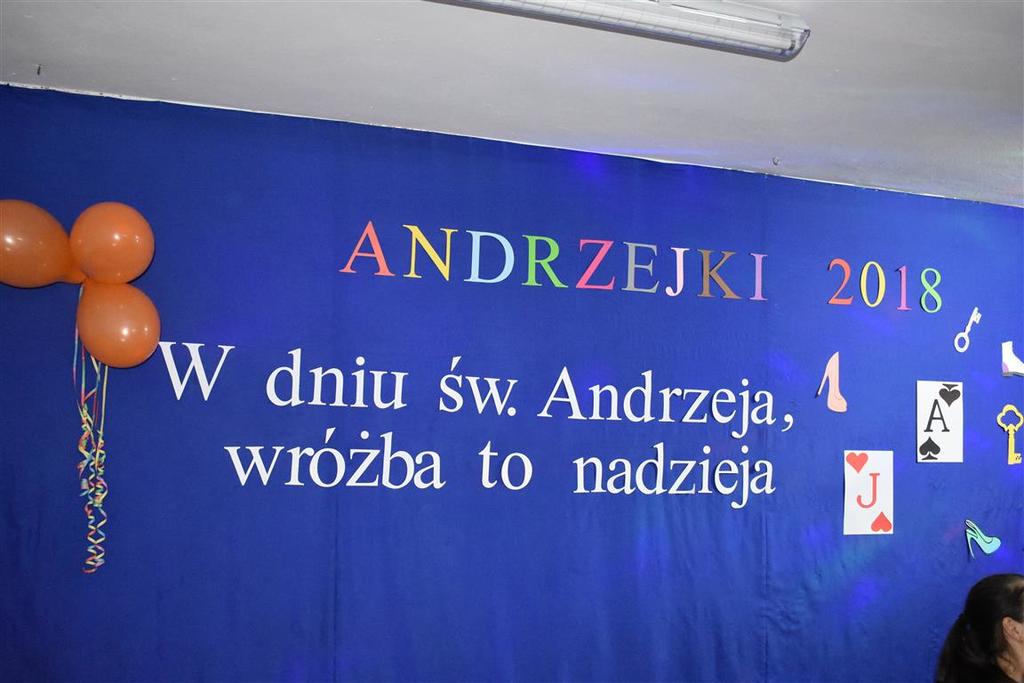 ANDRZEJKI 2018
W dniu św. Andrzeja,
wróżba to nadzieja
A
J